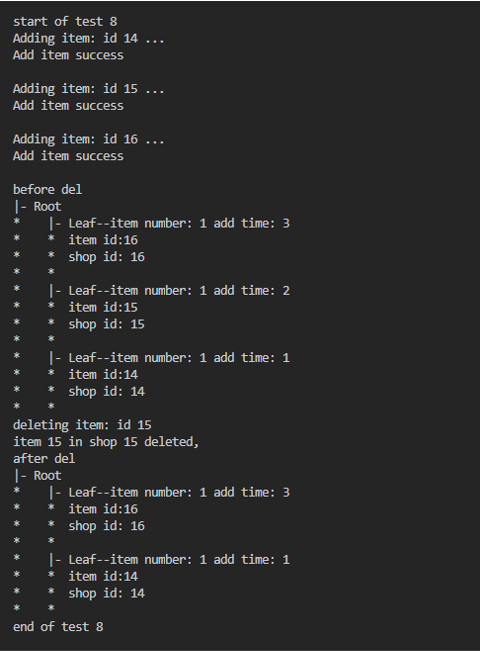 start of test 8
Adding item: id 14 ...
Add item success

Adding item: id 15 ...
Add item success

Adding item: id 16 ...
Add item success

before del
|- Root
*    |- Leaf--item number: 1 add time: 3
*    *  item id:16
*    *  shop id: 16
*    *
*    |- Leaf--item number: 1 add time: 2
*    *  item id:15
*    *  shop id: 15
*    *
*    |- Leaf--item number: 1 add time: 1
*    *  item id:14
*    *  shop id: 14
*    *
deleting item: id 15
item 15 in shop 15 deleted,
after del
|- Root
*    |- Leaf--item number: 1 add time: 3
*    *  item id:16
*    *  shop id: 16
*    *
*    |- Leaf--item number: 1 add time: 1
*    *  item id:14
*    *  shop id: 14
*    *
end of test 8